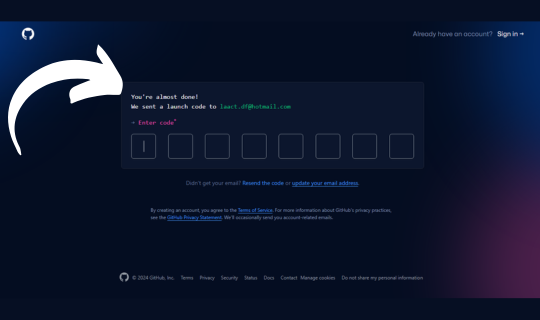 Already have an account? Sign in →
You're almost done!
We sent a launch code to laact.df@hotmail.com
→ Enter code*
Didn't get your email? Resend the code or update your email address.
By creating an account, you agree to the Terms of Service. For more information about GitHub's privacy practices,
see the GitHub Privacy Statement. We'll occasionally send you account-related emails.
© 2024 GitHub, Inc. Terms Privacy Security Status Docs Contact Manage cookies Do not share my personal information